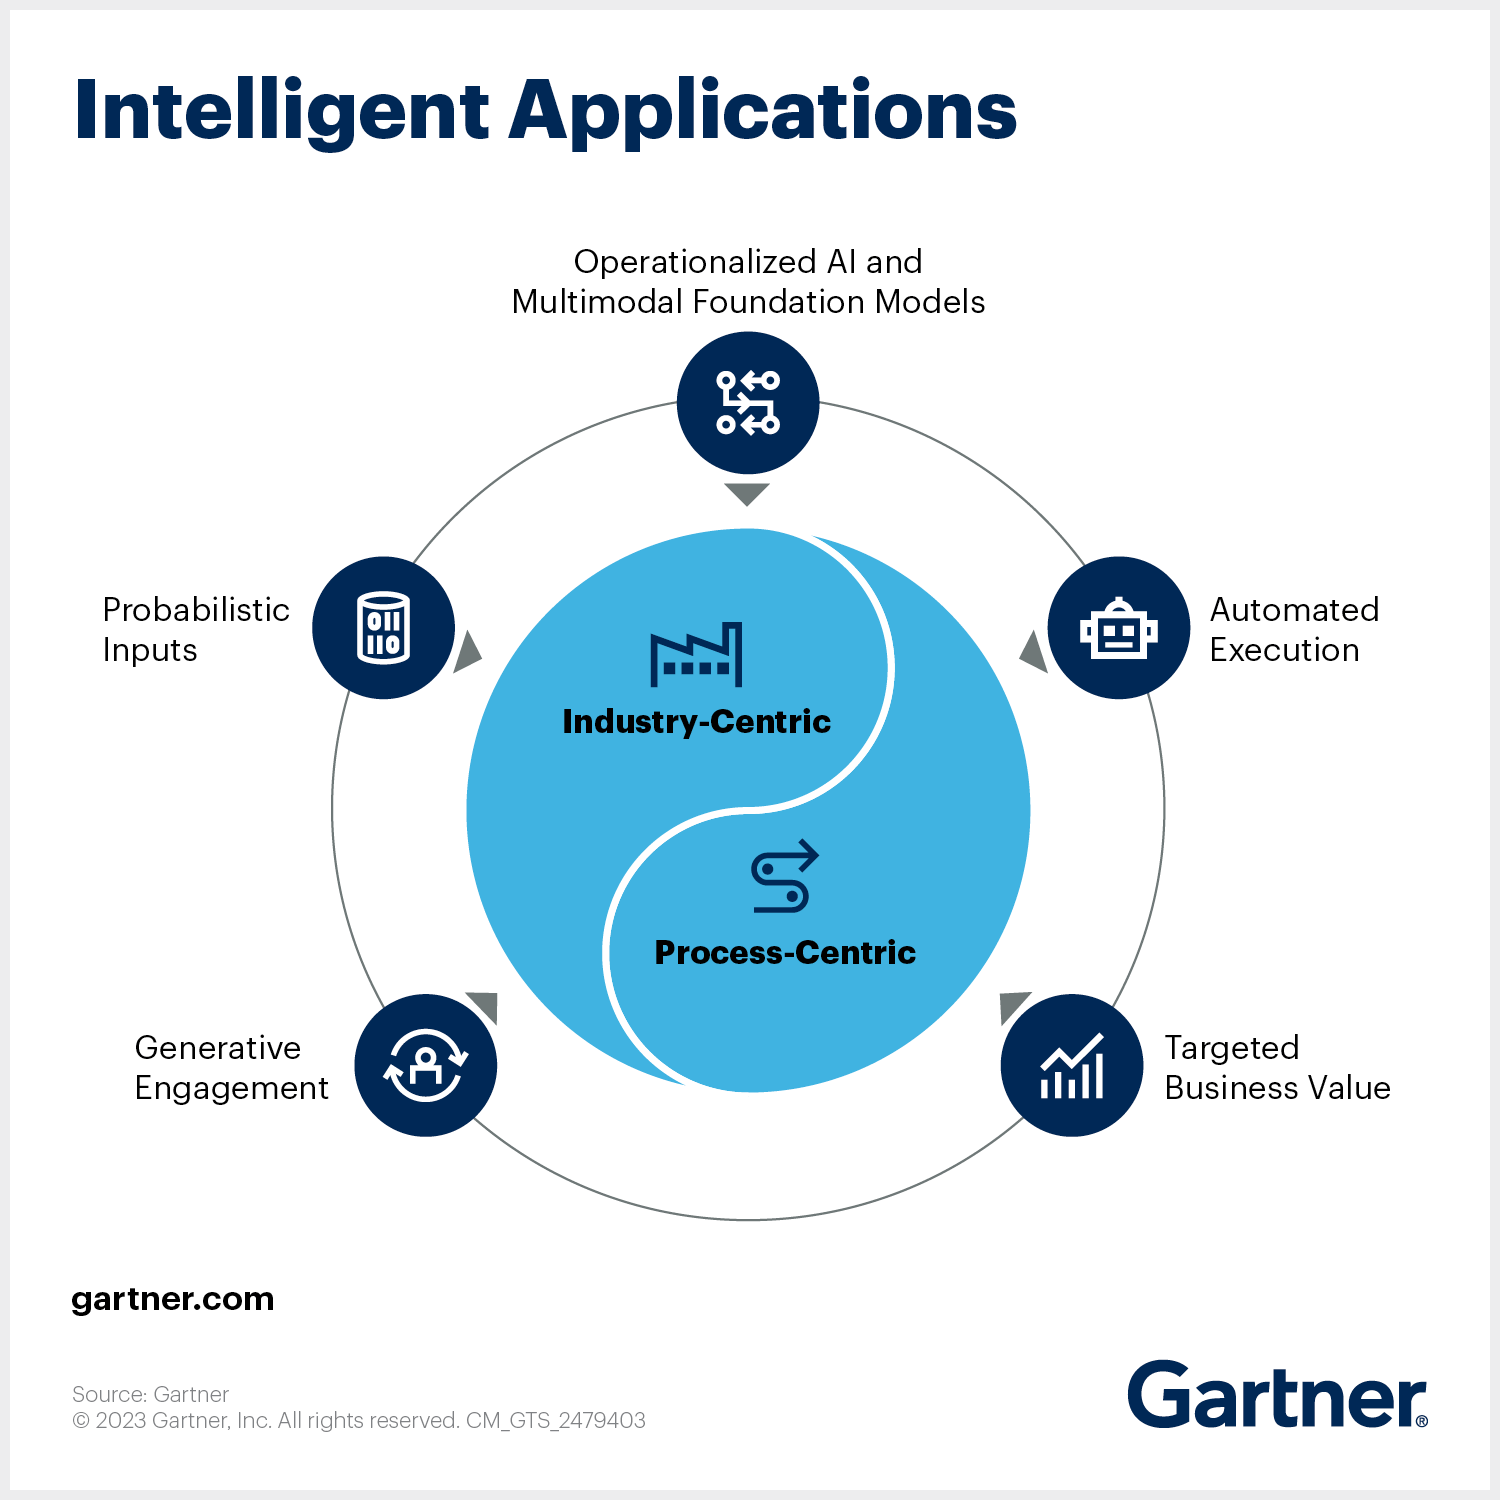 Intelligent Applications
Operationalized AI and
Multimodal Foundation Models
Probabilistic
Inputs
Automated
Execution
Industry-Centric
Process-Centric
Generative
Engagement
Targeted
Business Value
gartner.com
Source: Gartner
© 2023 Gartner, Inc. All rights reserved. CM_GTS_2479403
Gartner®